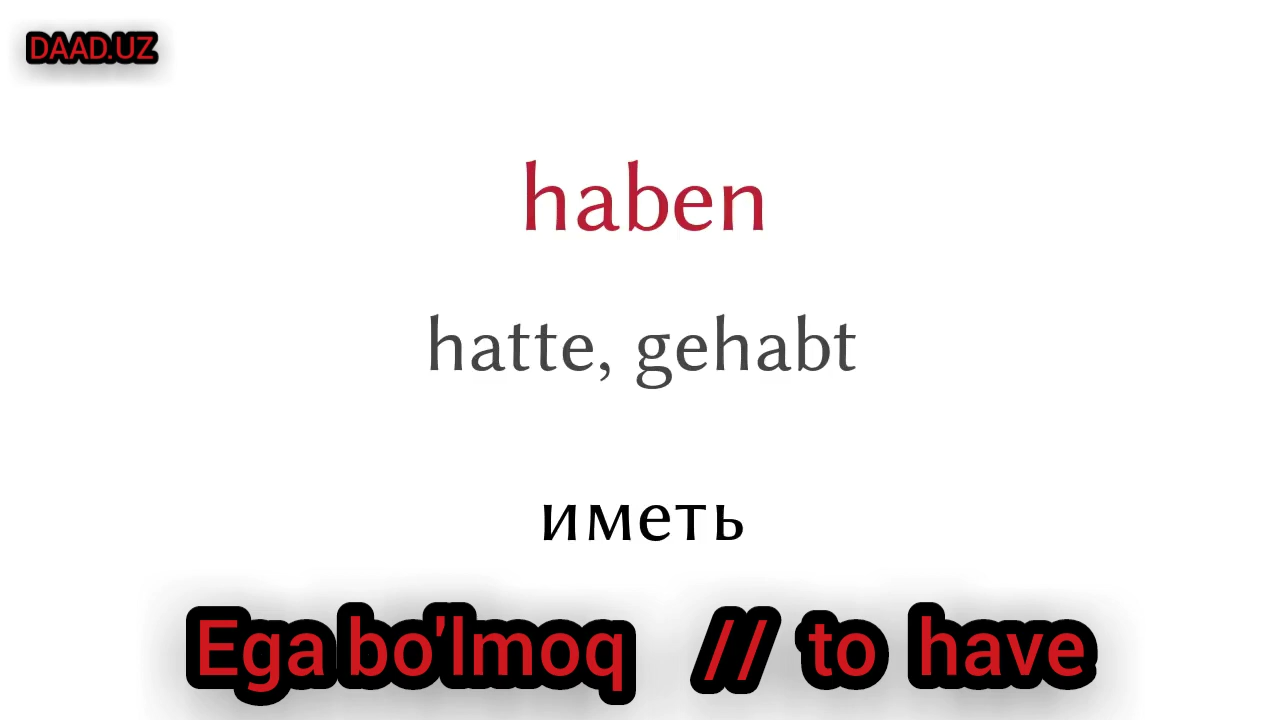 DAAD.UZ
haben
hatte, gehabt
иметь
Ega bo'lmoq // to have